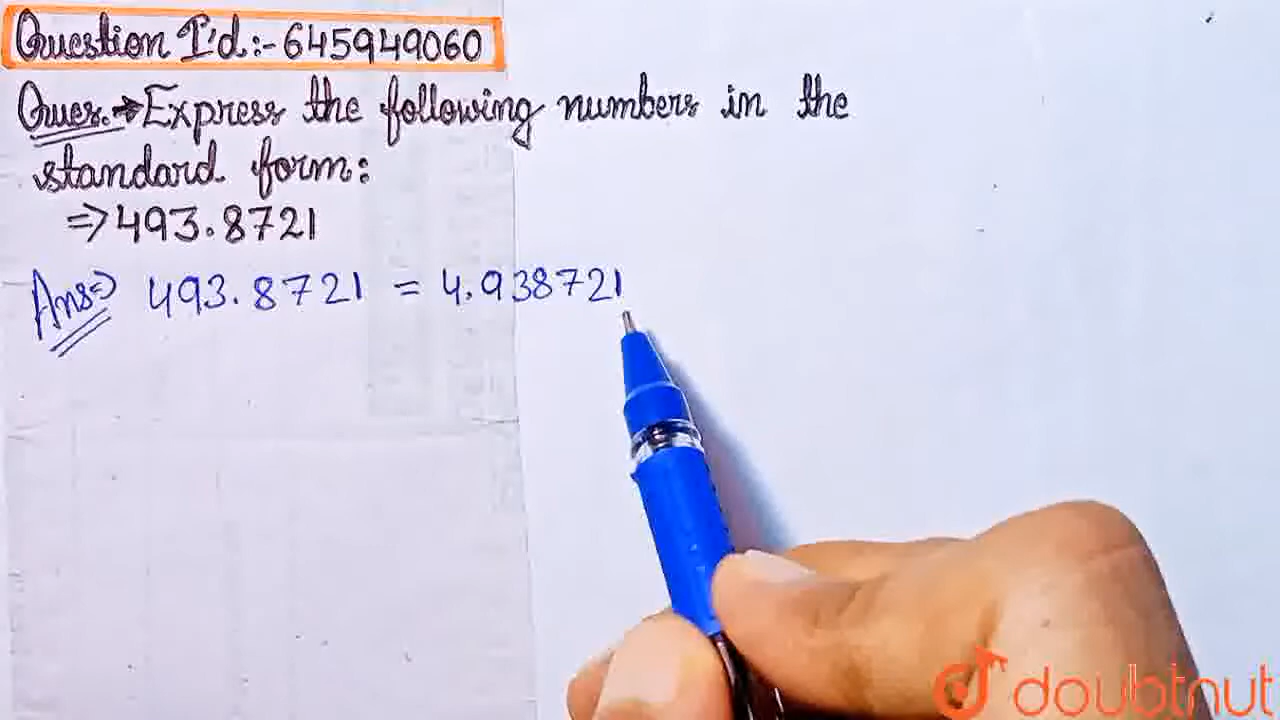 Question I'd:-645949060
Ques.→Express the following numbers in the
standard form:
⇒493.8721
Ans⇒ 493.8721 = 4.938721
doubtnut